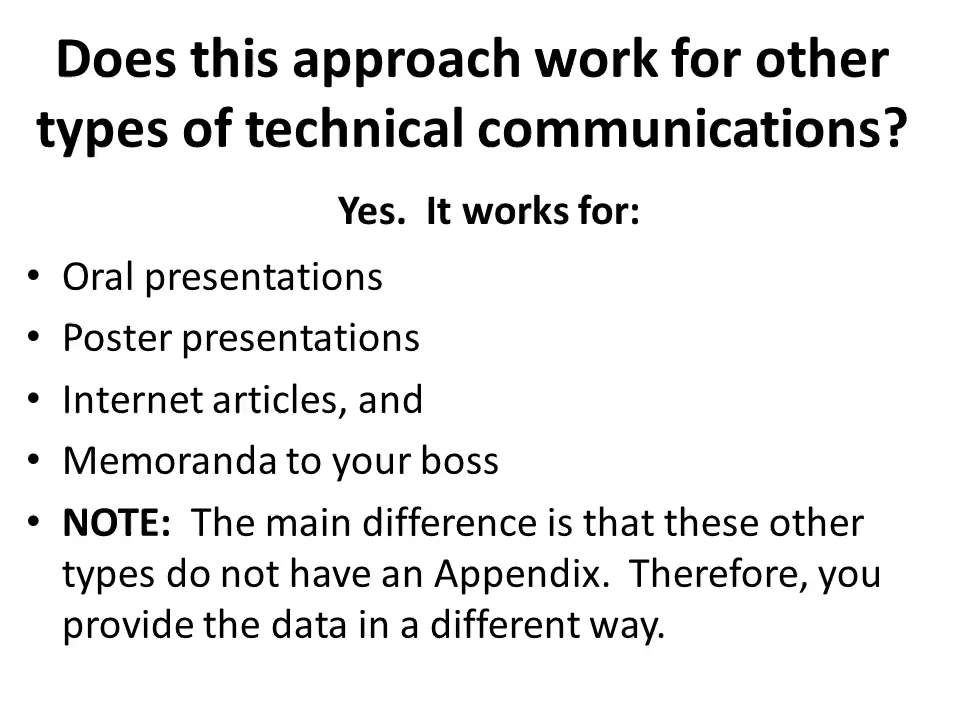 Does this approach work for other
types of technical communications?
Yes.  It works for:
• Oral presentations
• Poster presentations
• Internet articles, and
• Memoranda to your boss
• NOTE:  The main difference is that these other
types do not have an Appendix.  Therefore, you
provide the data in a different way.